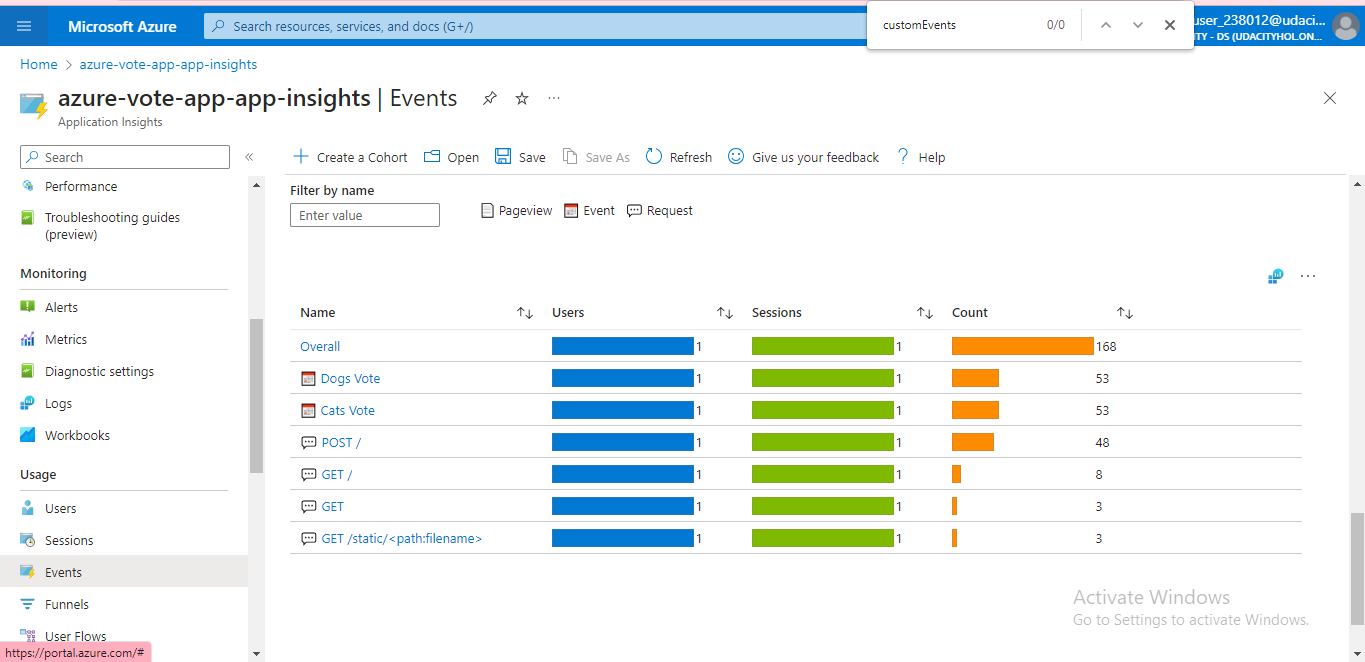 Microsoft Azure
Search resources, services, and docs (G+/)
customEvents 0/0
user_238012@udaci...
ITY - DS (UDACITYHOL.ON...
Home > azure-vote-app-app-insights
azure-vote-app-app-insights | Events
Application Insights
Search
Performance
Troubleshooting guides
(preview)
Monitoring
Alerts
Metrics
Diagnostic settings
Logs
Workbooks
Usage
Users
Sessions
Events
Funnels
User Flows
https://portal.azure.com/#
Create a Cohort Open Save Save As Refresh Give us your feedback Help
Filter by name
Enter value
Pageview Event Request
Name Users Sessions Count
Overall 1 1 168
Dogs Vote 1 1 53
Cats Vote 1 1 53
POST / 1 1 48
GET / 1 1 8
GET 1 1 3
GET /static/<path:filename> 1 1 3
Activate Windows
Go to Settings to activate Windows.